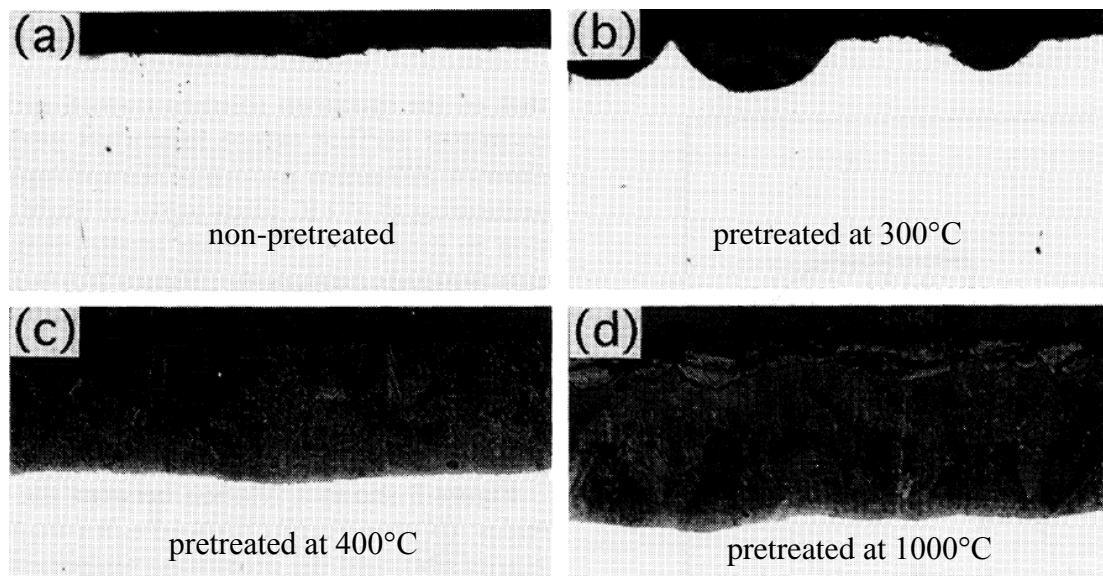 (a)
non-pretreated
(b)
pretreated at 300°C
(c)
pretreated at 400°C
(d)
pretreated at 1000°C